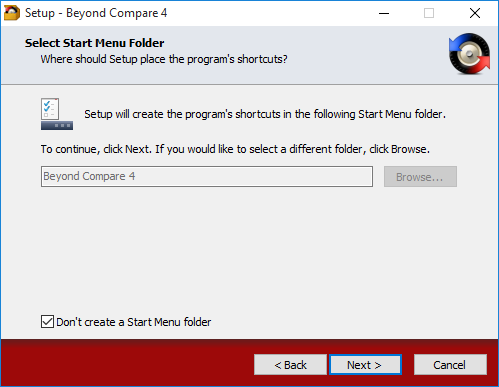 Setup - Beyond Compare 4
Select Start Menu Folder
Where should Setup place the program's shortcuts?
Setup will create the program's shortcuts in the following Start Menu folder.
To continue, click Next. If you would like to select a different folder, click Browse.
Beyond Compare 4
Browse...
Don't create a Start Menu folder
< Back
Next >
Cancel